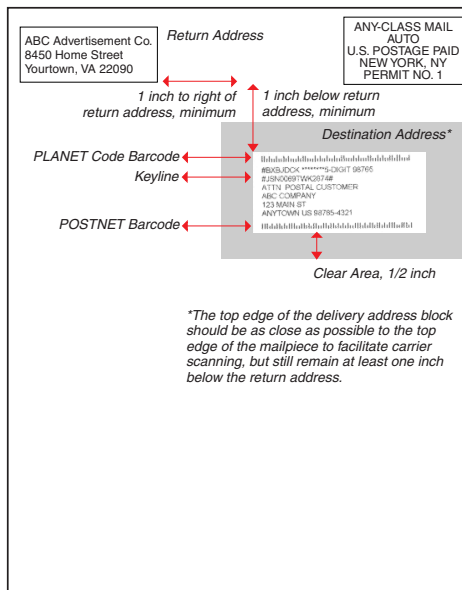 ABC Advertisement Co.
8450 Home Street
Yourtown, VA 22090
Return Address
ANY-CLASS MAIL
AUTO
U.S. POSTAGE PAID
NEW YORK, NY
PERMIT NO. 1
1 inch to right of
return address, minimum
1 inch below return
address, minimum
Destination Address*
PLANET Code Barcode
Keyline
POSTNET Barcode
#BXBJDCK ********5-DIGIT 98765
#JSN0069TWK2874#
ATTN POSTAL CUSTOMER
ABC COMPANY
123 MAIN ST
ANYTOWN US 98765-4321
Clear Area, 1/2 inch
*The top edge of the delivery address block
should be as close as possible to the top
edge of the mailpiece to facilitate carrier
scanning, but still remain at least one inch
below the return address.